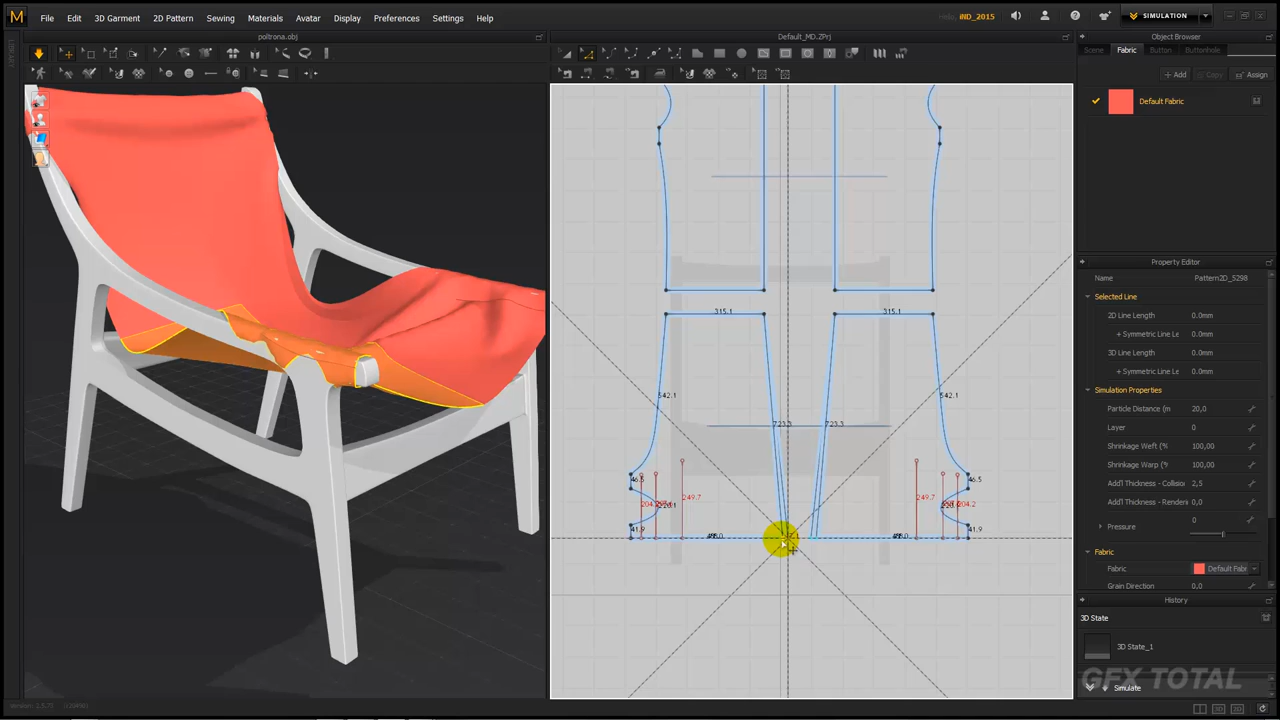 M File Edit 3D Garment 2D Pattern Sewing Materials Avatar Display Preferences Settings Help
Hello, iND_2015
SIMULATION
poltrona.obj
Default_MD.ZPrj
Object Browser
Scene Fabric Button Buttonhole
+ Add Copy Assign
Default Fabric
Property Editor
Name Pattern2D_5298
Selected Line
2D Line Length 0.0mm
+ Symmetric Line Le 0.0mm
3D Line Length 0.0mm
+ Symmetric Line Le 0.0mm
Simulation Properties
Particle Distance (m 20,0
Layer 0
Shrinkage Weft (% 100,00
Shrinkage Warp (% 100,00
Add'l Thickness - Collision 2,5
Add'l Thickness - Renderi 0,0
Pressure 0
Fabric
Fabric Default Fabr
Grain Direction 0,0
History
3D State
3D State_1
Simulate
GFX TOTAL
315.1 315.1
542.1 542.1
723.3 723.3
46.5 46.5
249.7 249.7
204.2
41.9 41.9